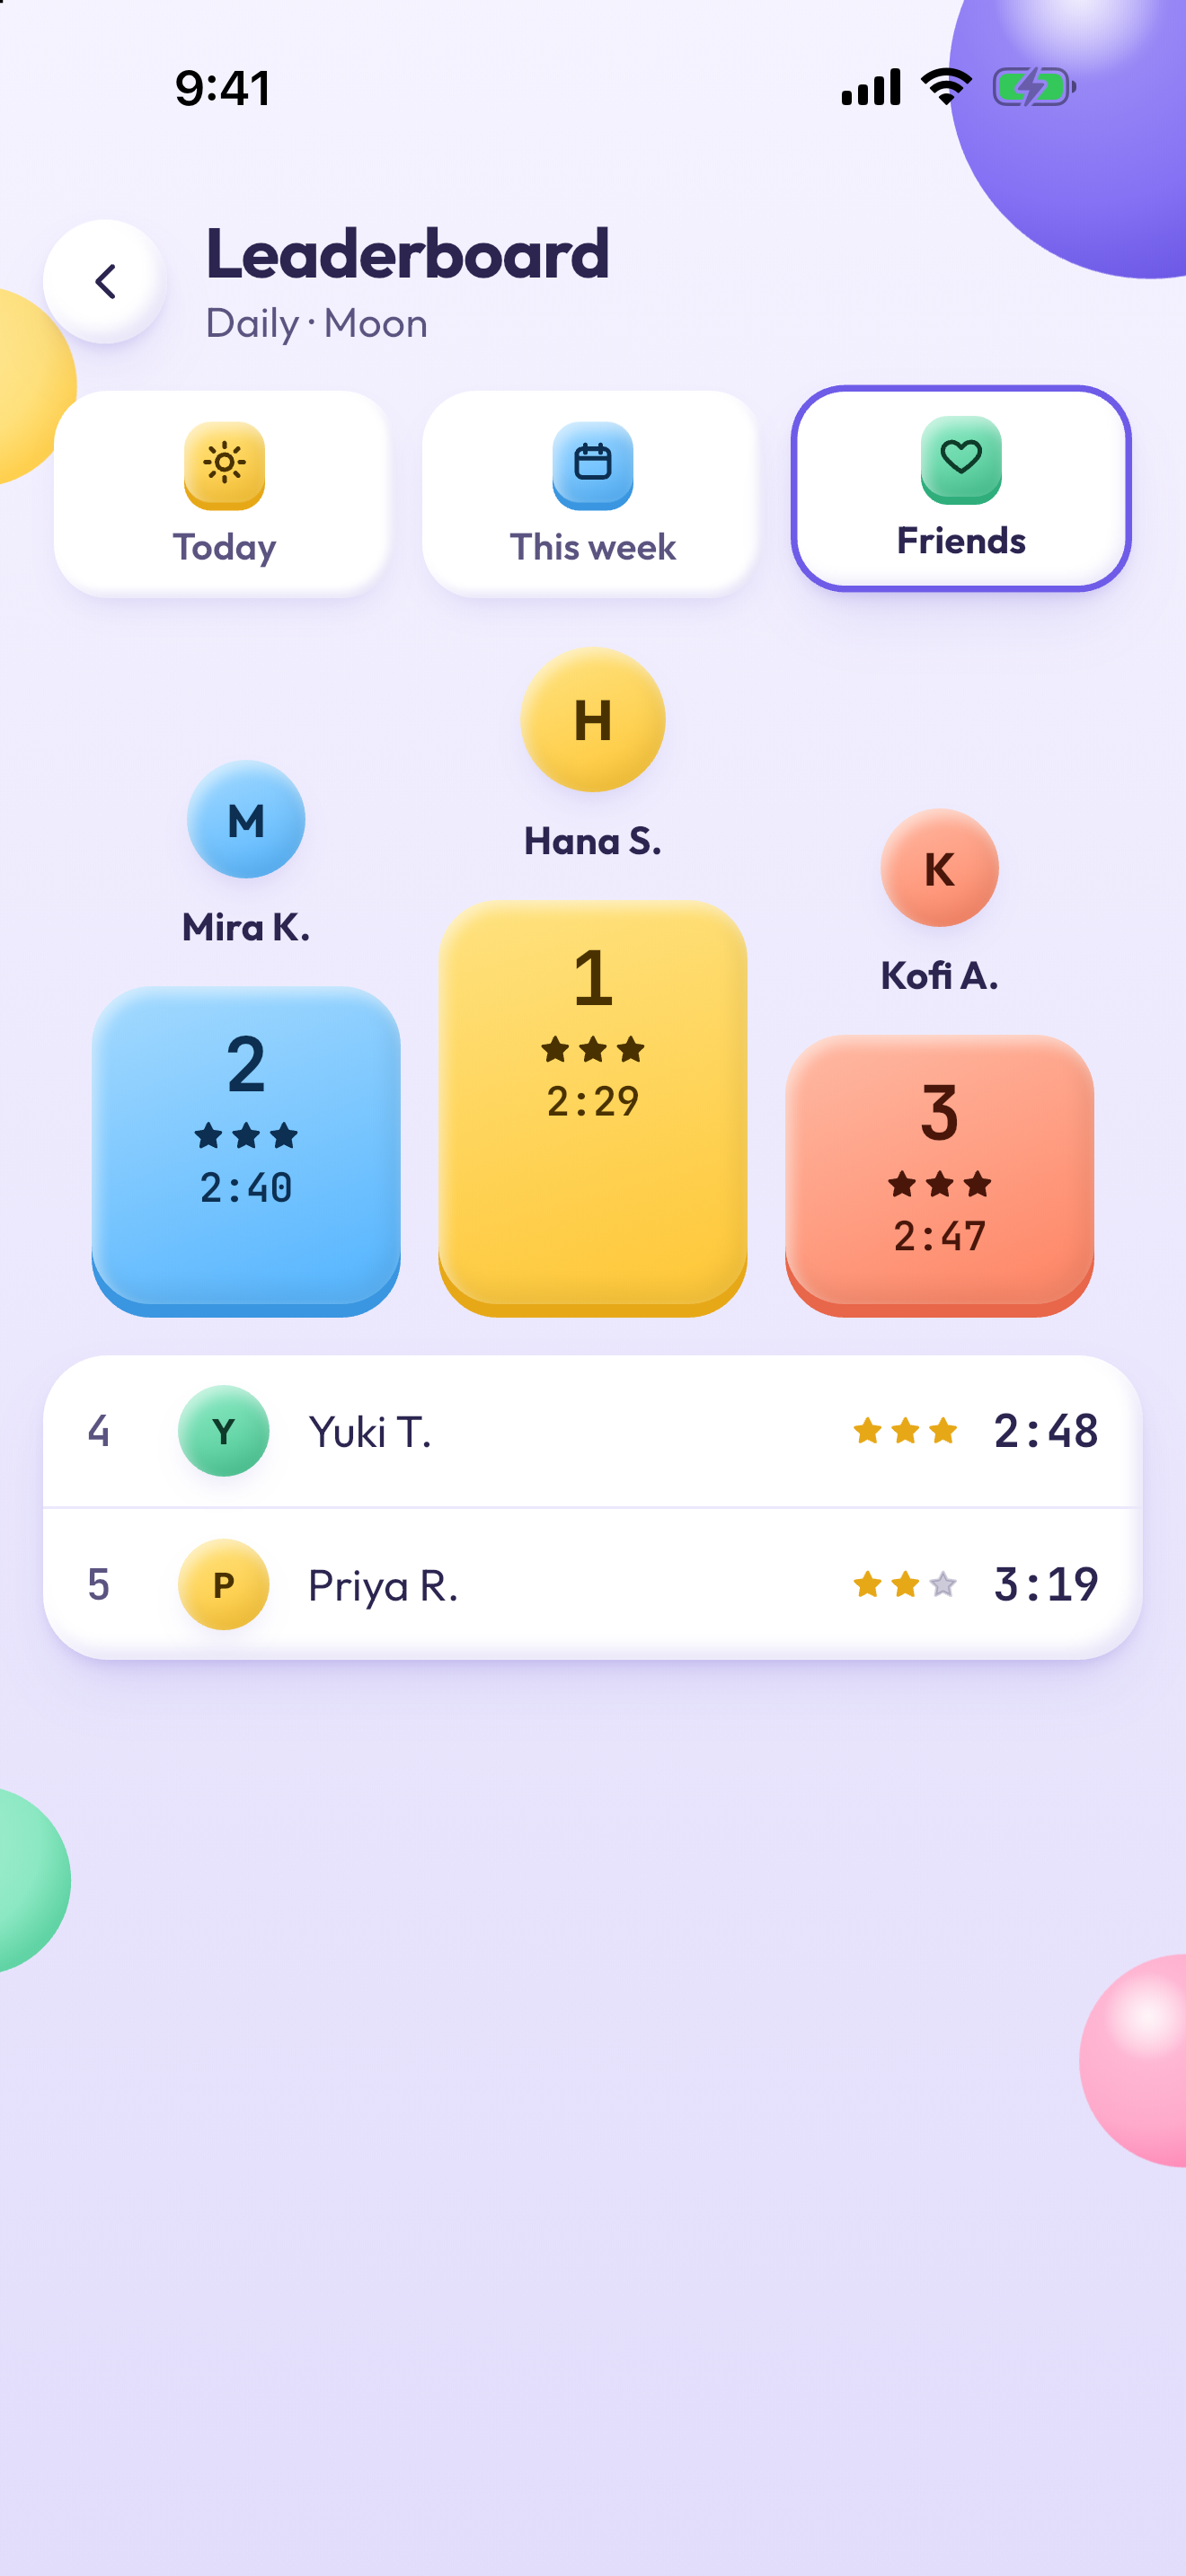 9:41
Leaderboard
Daily · Moon
Today
This week
Friends
H
Hana S.
M
Mira K.
K
Kofi A.
1
2:29
2
2:40
3
2:47
4 Y Yuki T. 2:48
5 P Priya R. 3:19